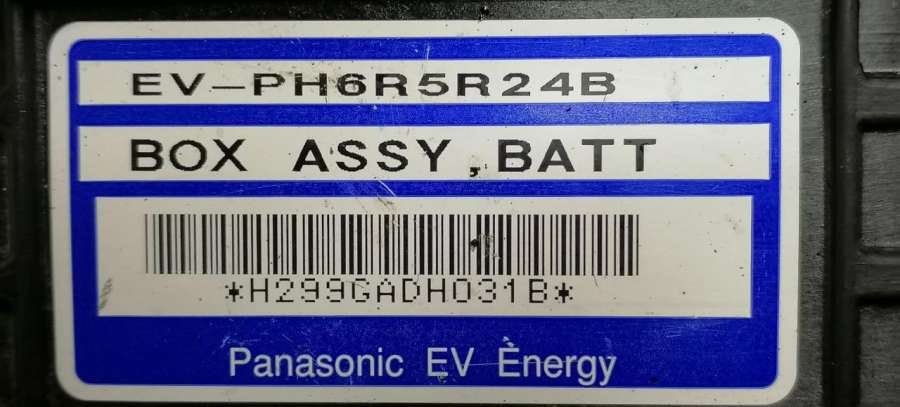 EV-PH6R5R24B
BOX ASSY,BATT
*H299GADH031B*
Panasonic EV Energy